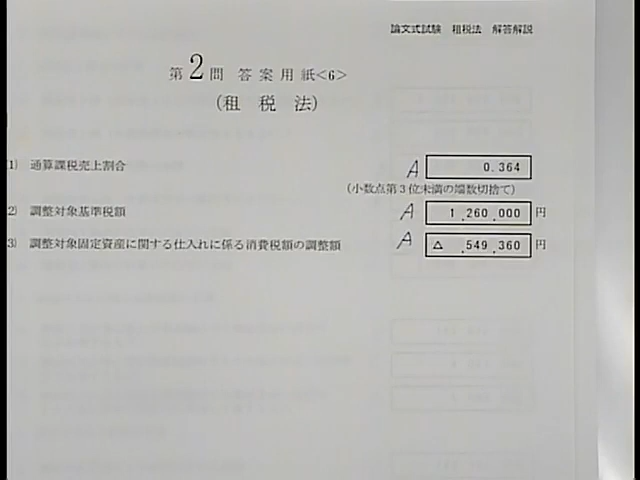 論文式試験 租税法 解答解説
第2問 答案用紙<6>
(租税法)
1) 通算課税売上割合 A 0.364
(小数点第3位未満の端数切捨て)
2) 調整対象基準税額 A 1,260,000 円
3) 調整対象固定資産に関する仕入れに係る消費税額の調整額 A △ ,549,360 円